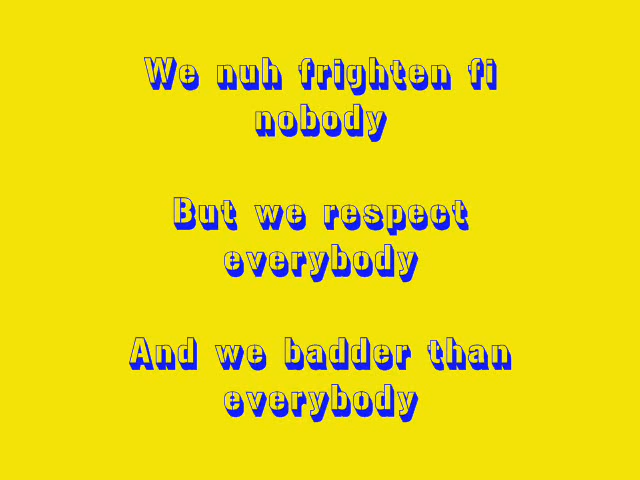 We nuh frighten fi
nobody
But we respect
everybody
And we badder than
everybody